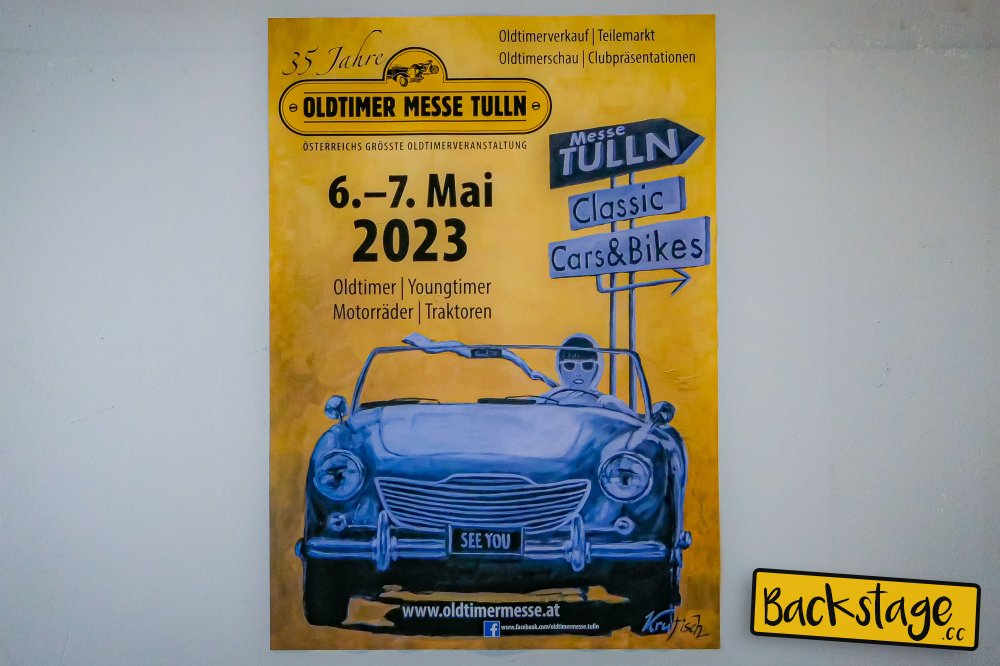 35 Jahre
OLDTIMER MESSE TULLN
ÖSTERREICHS GRÖSSTE OLDTIMERVERANSTALTUNG
Oldtimerverkauf | Teilemarkt
Oldtimerschau | Clubpräsentationen
Messe
TULLN
Classic
Cars&Bikes
6.–7. Mai
2023
Oldtimer | Youngtimer
Motorräder | Traktoren
SEE YOU
www.oldtimermesse.at
f www.facebook.com/oldtimermesse.tulln
Backstage
.cc